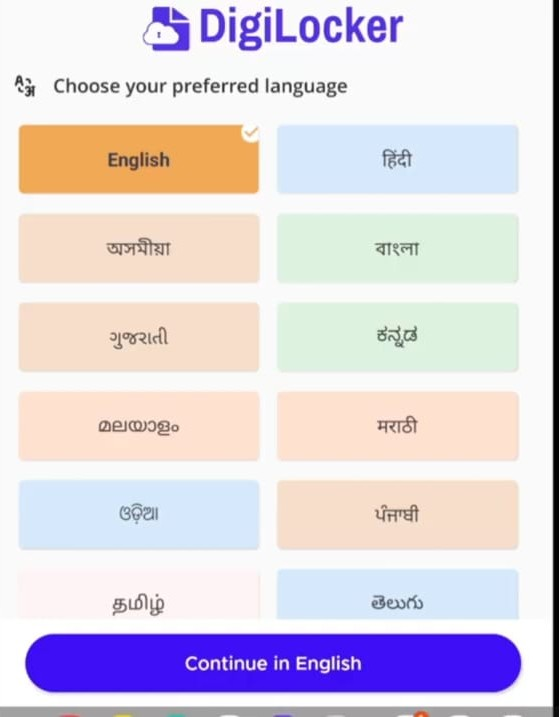 DigiLocker
Choose your preferred language
English
हिंदी
অসমীয়া
বাংলা
ગુજરાતી
ಕನ್ನಡ
മലയാളം
मराठी
ଓଡ଼ିଆ
ਪੰਜਾਬੀ
தமிழ்
తెలుగు
Continue in English